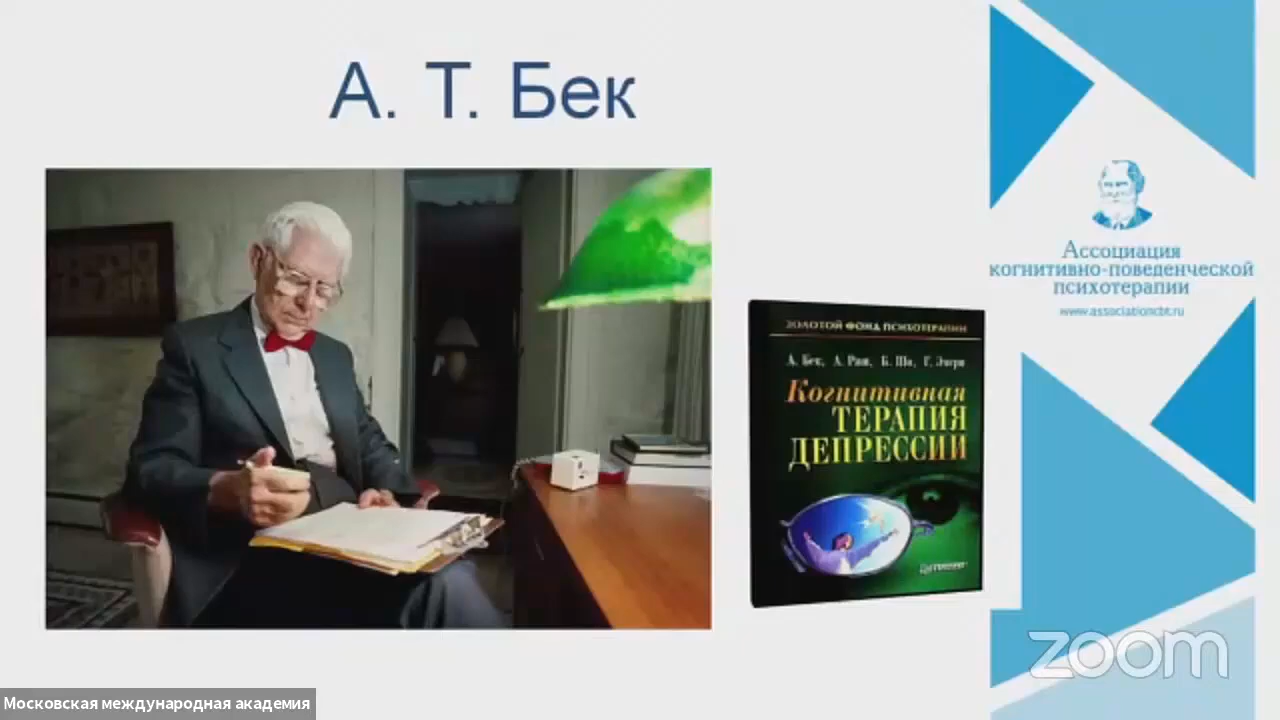 А. Т. Бек
Ассоциация
когнитивно-поведенческой
психотерапии
www.associationcbt.ru
ЗОЛОТОЙ ФОНД ПСИХОТЕРАПИИ
А. Бек, А. Раш, Б. Шо, Г. Эмери
Когнитивная
ТЕРАПИЯ
ДЕПРЕССИИ
ПИТЕР
zoom
Московская международная академия